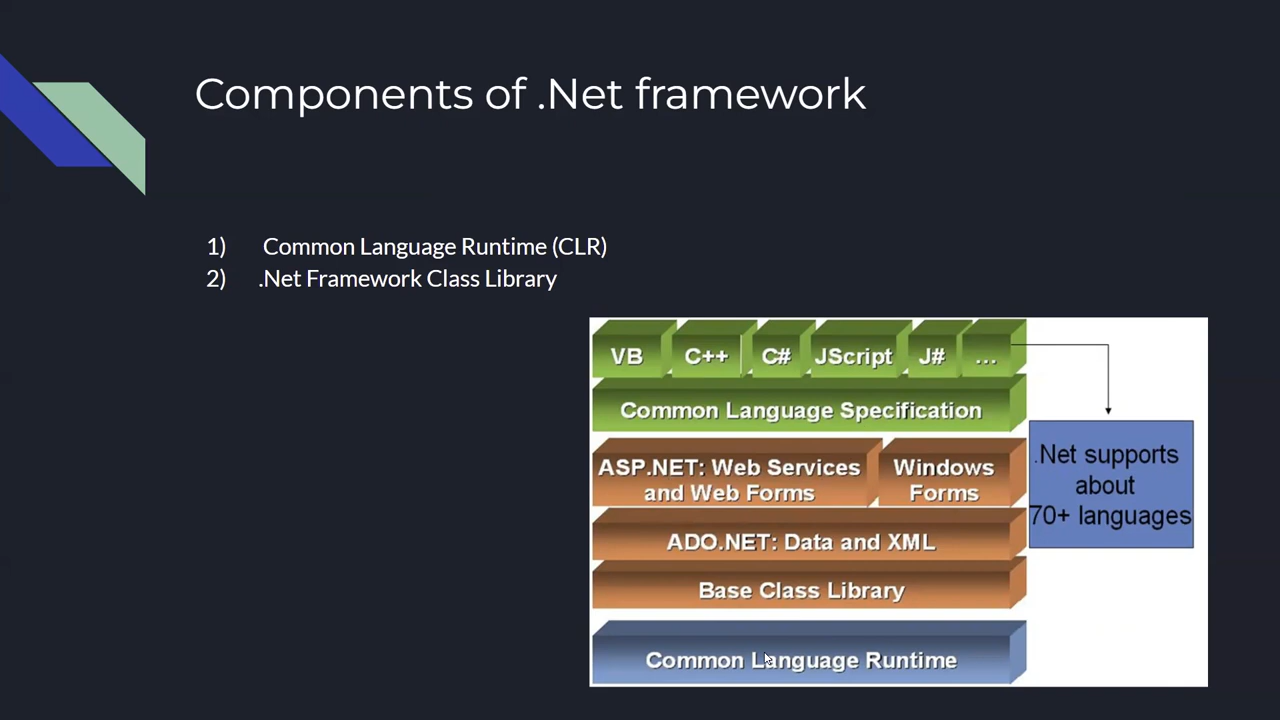 Components of .Net framework
1) Common Language Runtime (CLR)
2) .Net Framework Class Library
VB C++ C# JScript J# ...
Common Language Specification
ASP.NET: Web Services
and Web Forms
Windows
Forms
ADO.NET: Data and XML
Base Class Library
Common Language Runtime
.Net supports
about
70+ languages